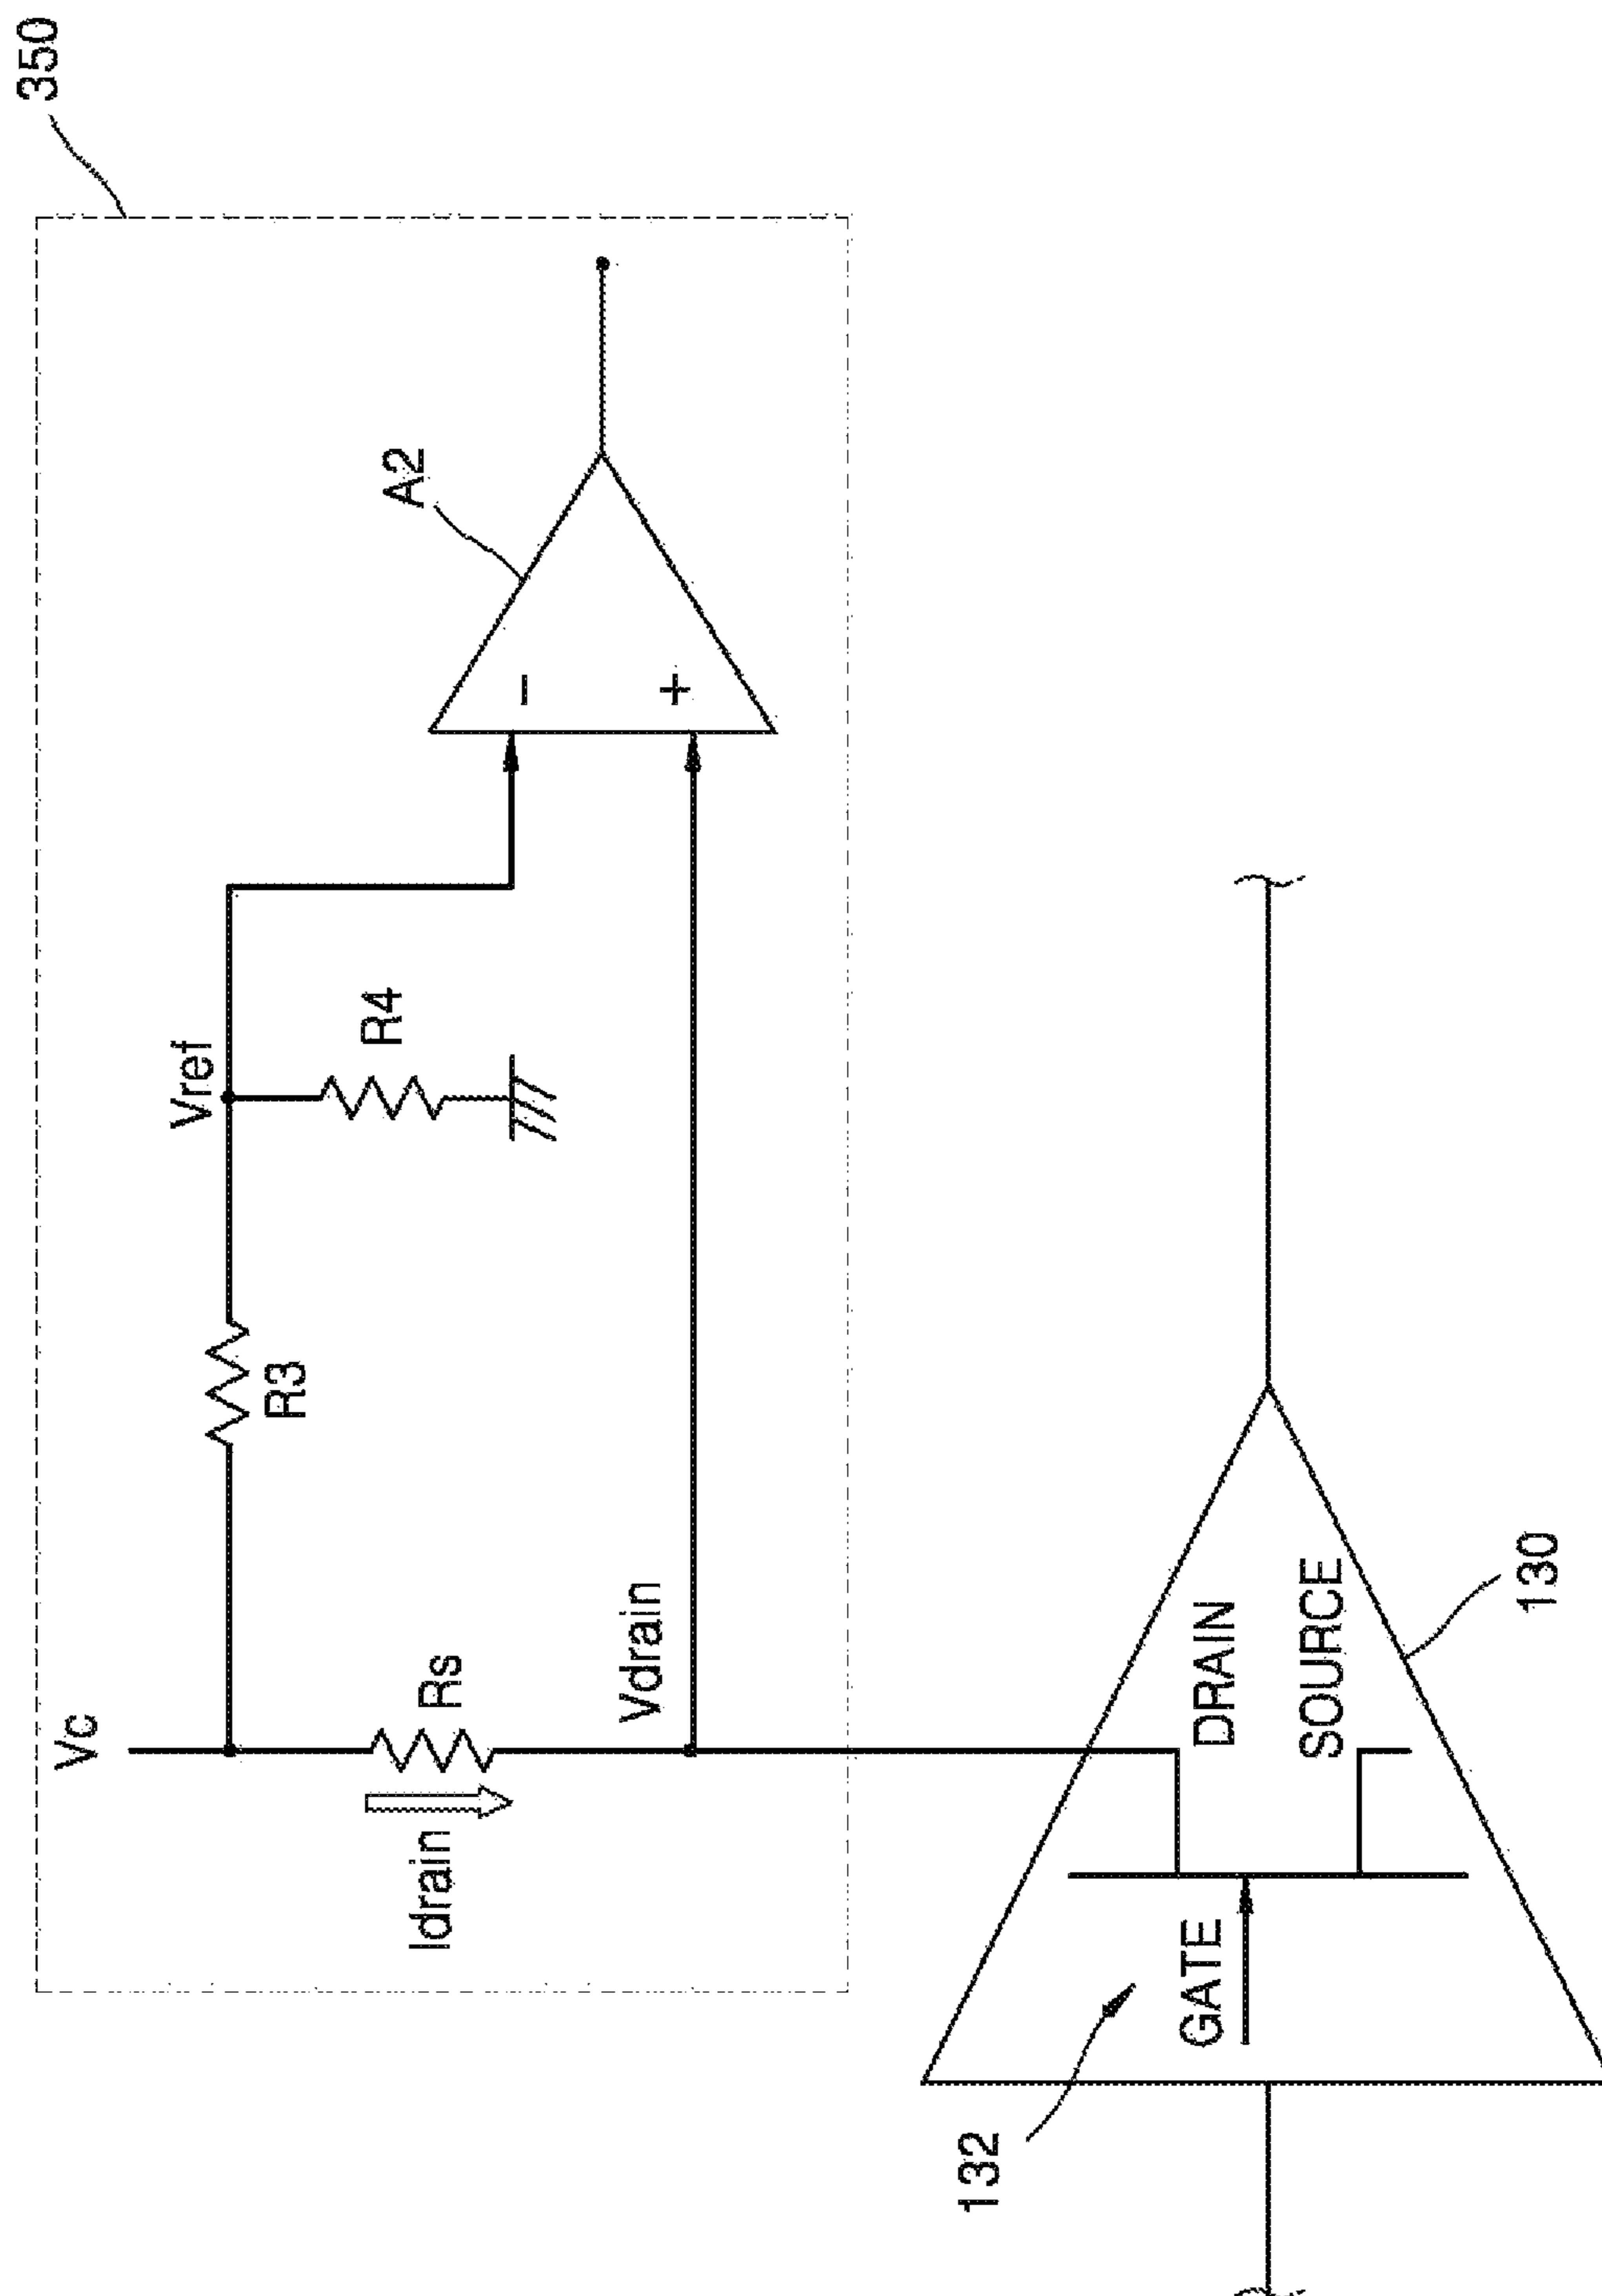 350
Vc
R3
Vref
R4
A2
−
+
Rs
Idrain
Vdrain
132
GATE
DRAIN
SOURCE
130